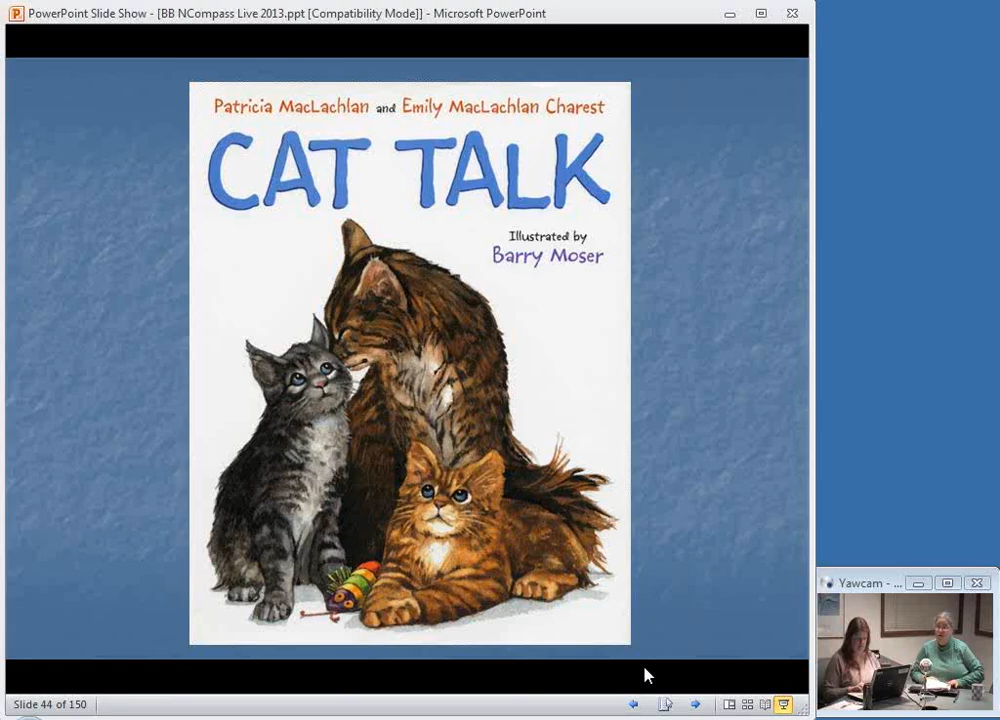 PowerPoint Slide Show - [BB NCompass Live 2013.ppt [Compatibility Mode]] - Microsoft PowerPoint
Patricia MacLachlan and Emily MacLachlan Charest
CAT TALK
Illustrated by
Barry Moser
Yawcam - ...
Slide 44 of 150